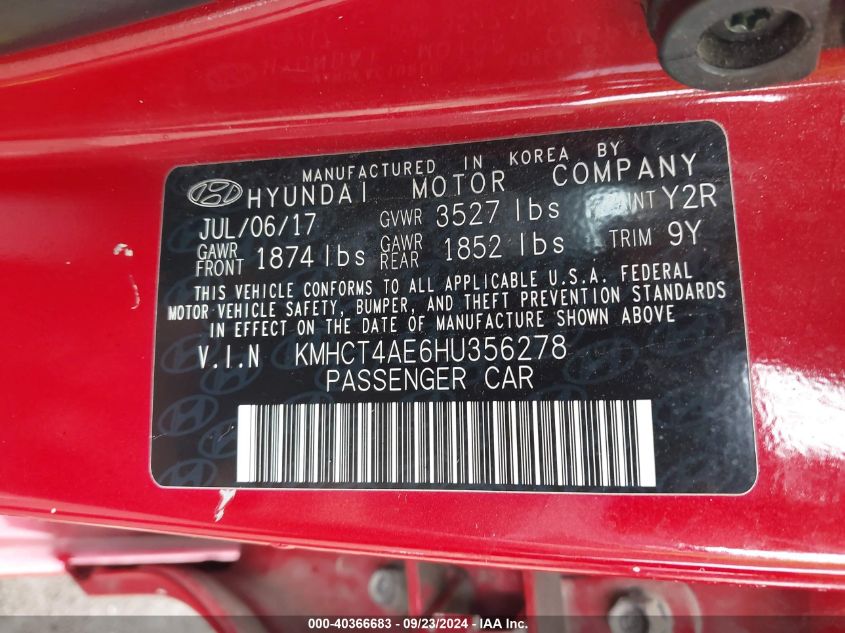 MANUFACTURED IN KOREA BY
HYUNDAI MOTOR COMPANY
JUL/06/17 GVWR 3527 lbs PAINT Y2R
GAWR FRONT 1874 lbs GAWR REAR 1852 lbs TRIM 9Y
THIS VEHICLE CONFORMS TO ALL APPLICABLE U.S.A. FEDERAL
MOTOR VEHICLE SAFETY, BUMPER, AND THEFT PREVENTION STANDARDS
IN EFFECT ON THE DATE OF MANUFACTURE SHOWN ABOVE
V.I.N KMHCT4AE6HU356278
PASSENGER CAR
000-40366683 - 09/23/2024 - IAA Inc.